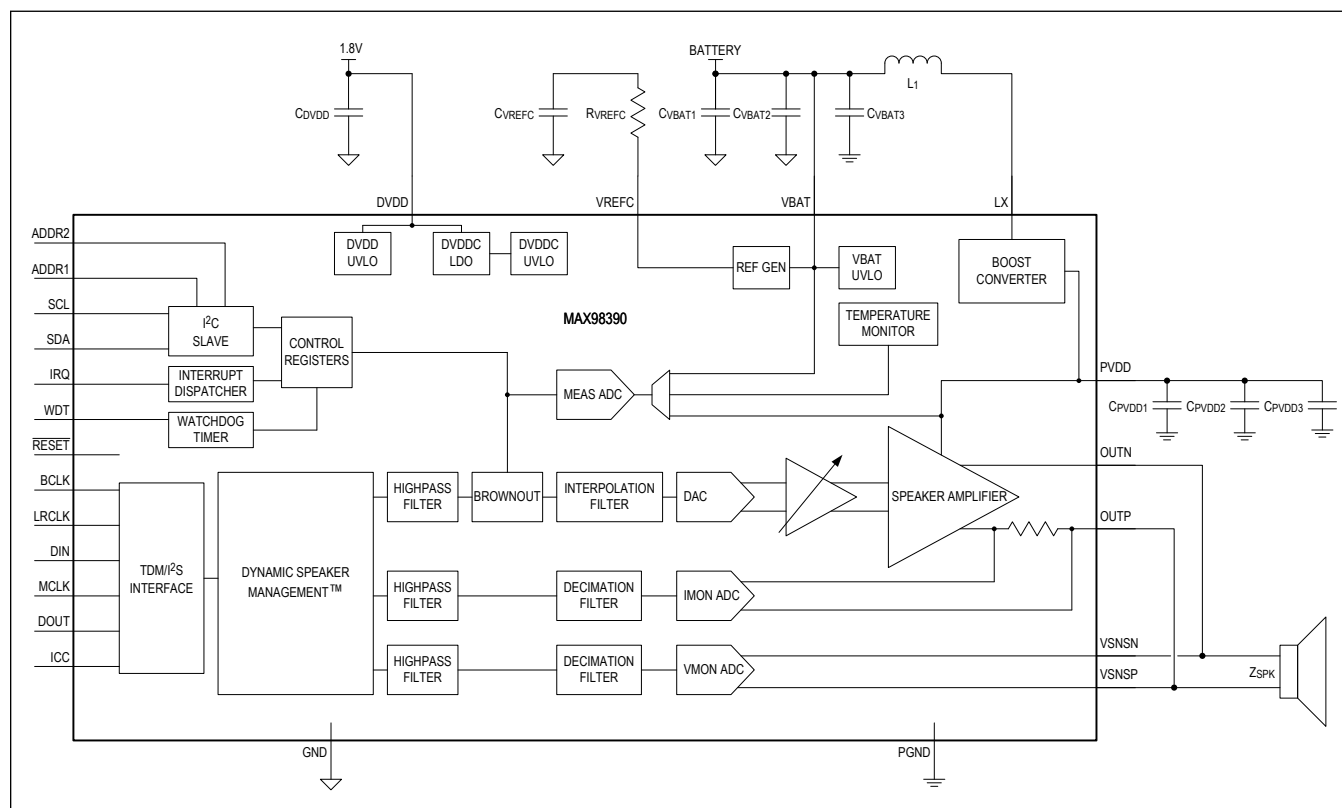 1.8V
BATTERY
L1
CDVDD
CVREFC
RVREFC
CVBAT1
CVBAT2
CVBAT3
DVDD
VREFC
VBAT
LX
ADDR2
ADDR1
SCL
SDA
IRQ
WDT
RESET
BCLK
LRCLK
DIN
MCLK
DOUT
ICC
DVDD
UVLO
DVDDC
LDO
DVDDC
UVLO
REF GEN
VBAT
UVLO
BOOST
CONVERTER
MAX98390
TEMPERATURE
MONITOR
I2C
SLAVE
CONTROL
REGISTERS
INTERRUPT
DISPATCHER
WATCHDOG
TIMER
MEAS ADC
PVDD
CPVDD1
CPVDD2
CPVDD3
OUTN
OUTP
HIGHPASS
FILTER
BROWNOUT
INTERPOLATION
FILTER
DAC
SPEAKER AMPLIFIER
TDM/I2S
INTERFACE
DYNAMIC SPEAKER
MANAGEMENT™
HIGHPASS
FILTER
DECIMATION
FILTER
IMON ADC
HIGHPASS
FILTER
DECIMATION
FILTER
VMON ADC
VSNSN
VSNSP
ZSPK
GND
PGND